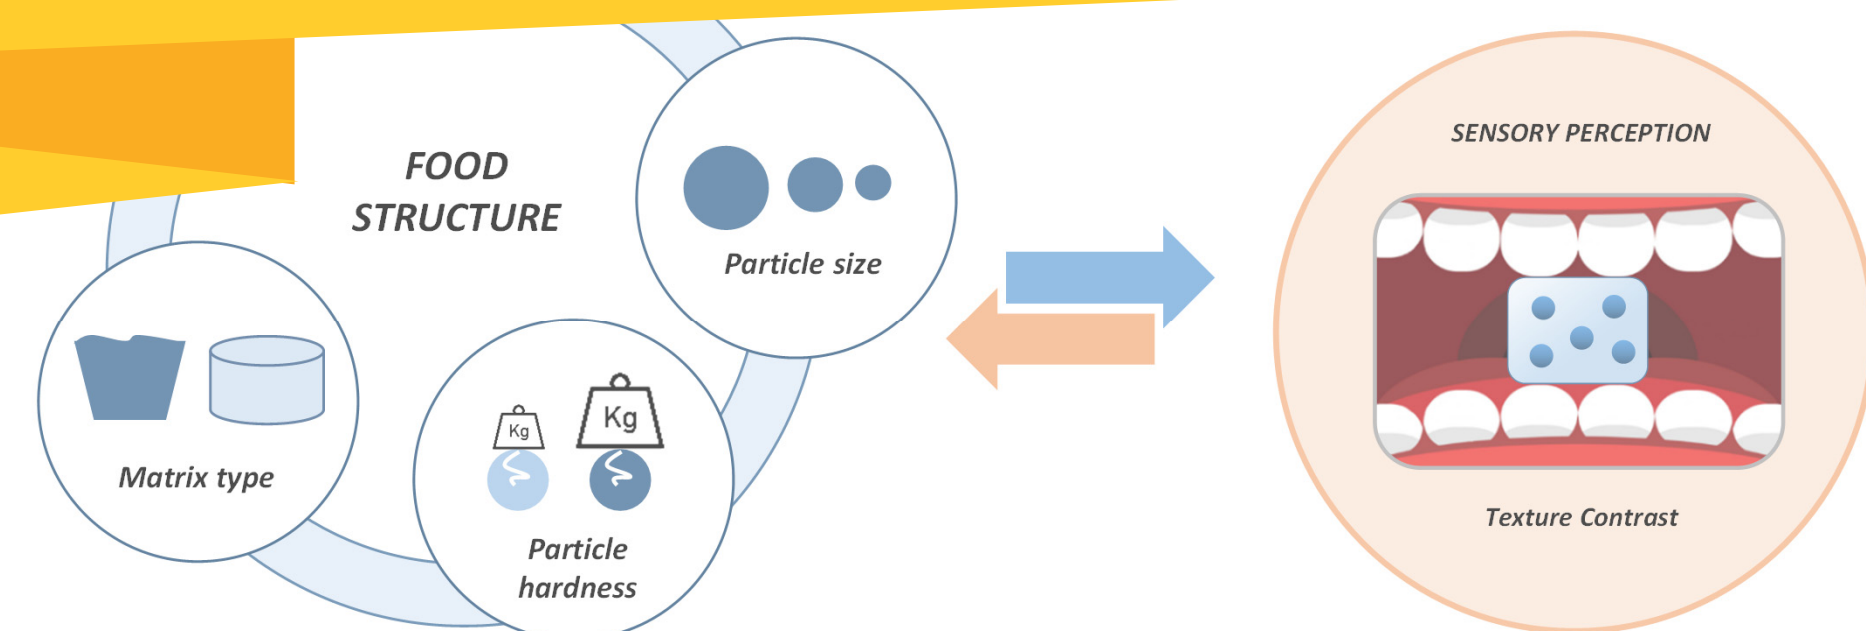 FOOD
STRUCTURE
Particle size
Matrix type
Kg
Kg
Particle
hardness
SENSORY PERCEPTION
Texture Contrast